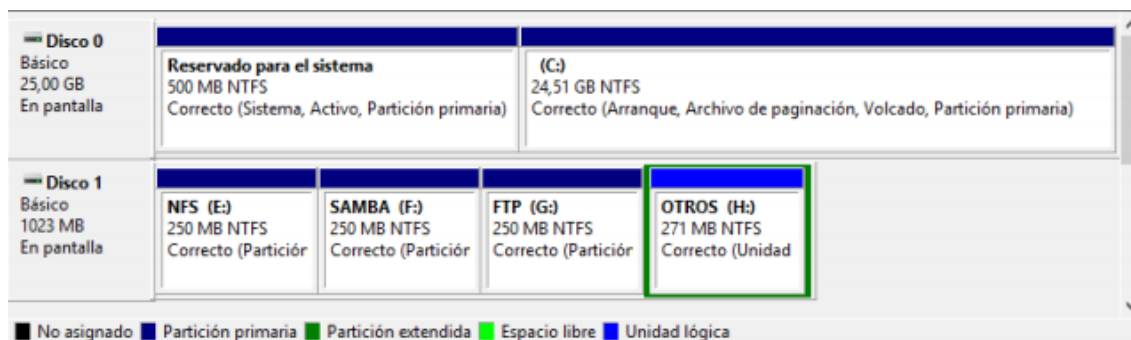 Disco 0
Básico
25,00 GB
En pantalla
Reservado para el sistema
500 MB NTFS
Correcto (Sistema, Activo, Partición primaria)
(C:)
24,51 GB NTFS
Correcto (Arranque, Archivo de paginación, Volcado, Partición primaria)
Disco 1
Básico
1023 MB
En pantalla
NFS (E:)
250 MB NTFS
Correcto (Partición
SAMBA (F:)
250 MB NTFS
Correcto (Partición
FTP (G:)
250 MB NTFS
Correcto (Partición
OTROS (H:)
271 MB NTFS
Correcto (Unidad
No asignado Partición primaria Partición extendida Espacio libre Unidad lógica